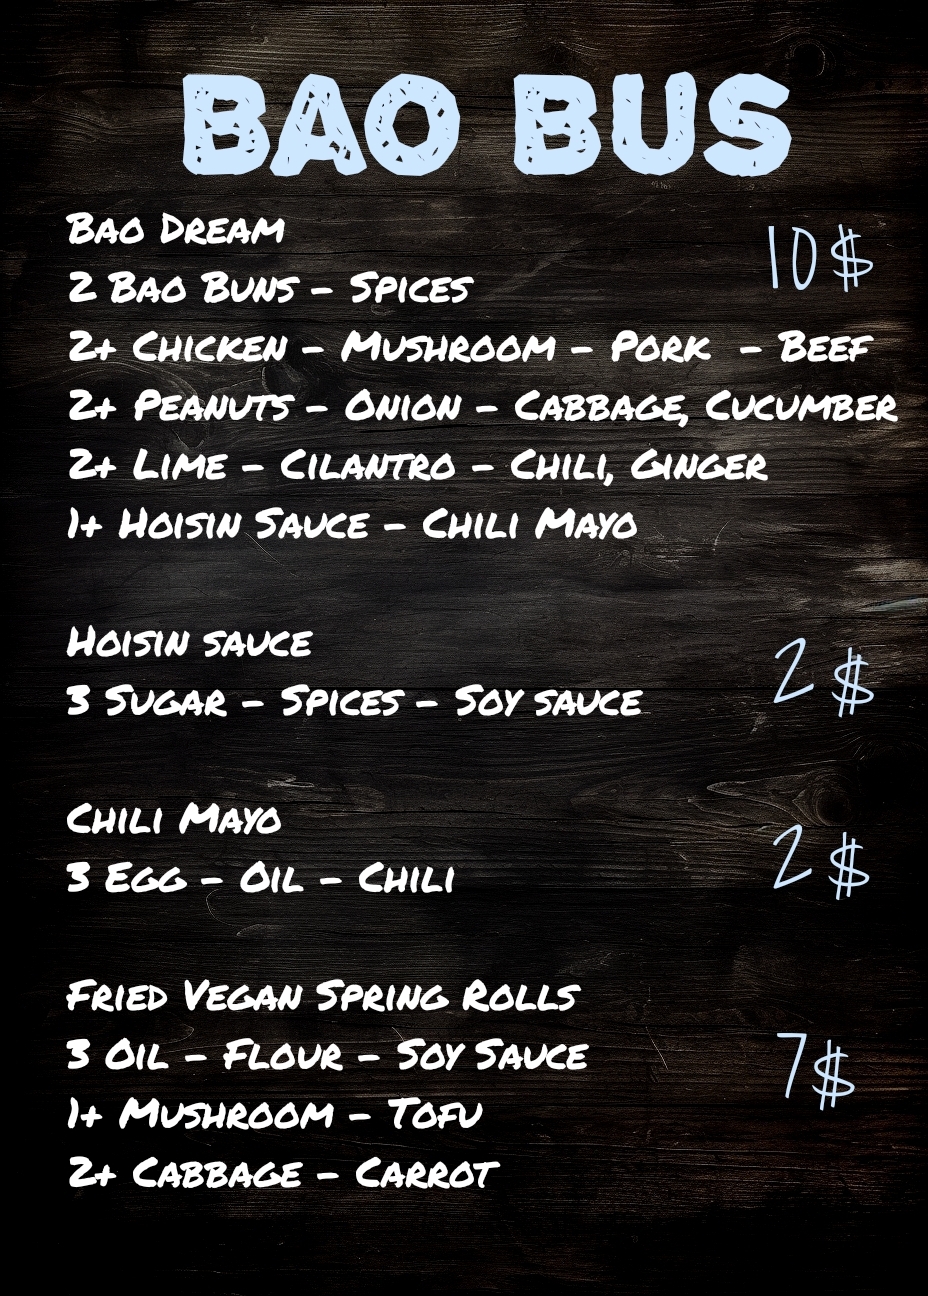 BAO BUS
Bao Dream
10 $
2 Bao Buns – Spices
2+ Chicken – Mushroom – Pork – Beef
2+ Peanuts – Onion – Cabbage, Cucumber
2+ Lime – Cilantro – Chili, Ginger
1+ Hoisin Sauce – Chili Mayo
Hoisin sauce
2 $
3 Sugar – Spices – Soy sauce
Chili Mayo
2 $
3 Egg – Oil – Chili
Fried Vegan Spring Rolls
3 Oil – Flour – Soy Sauce
7 $
1+ Mushroom – Tofu
2+ Cabbage – Carrot